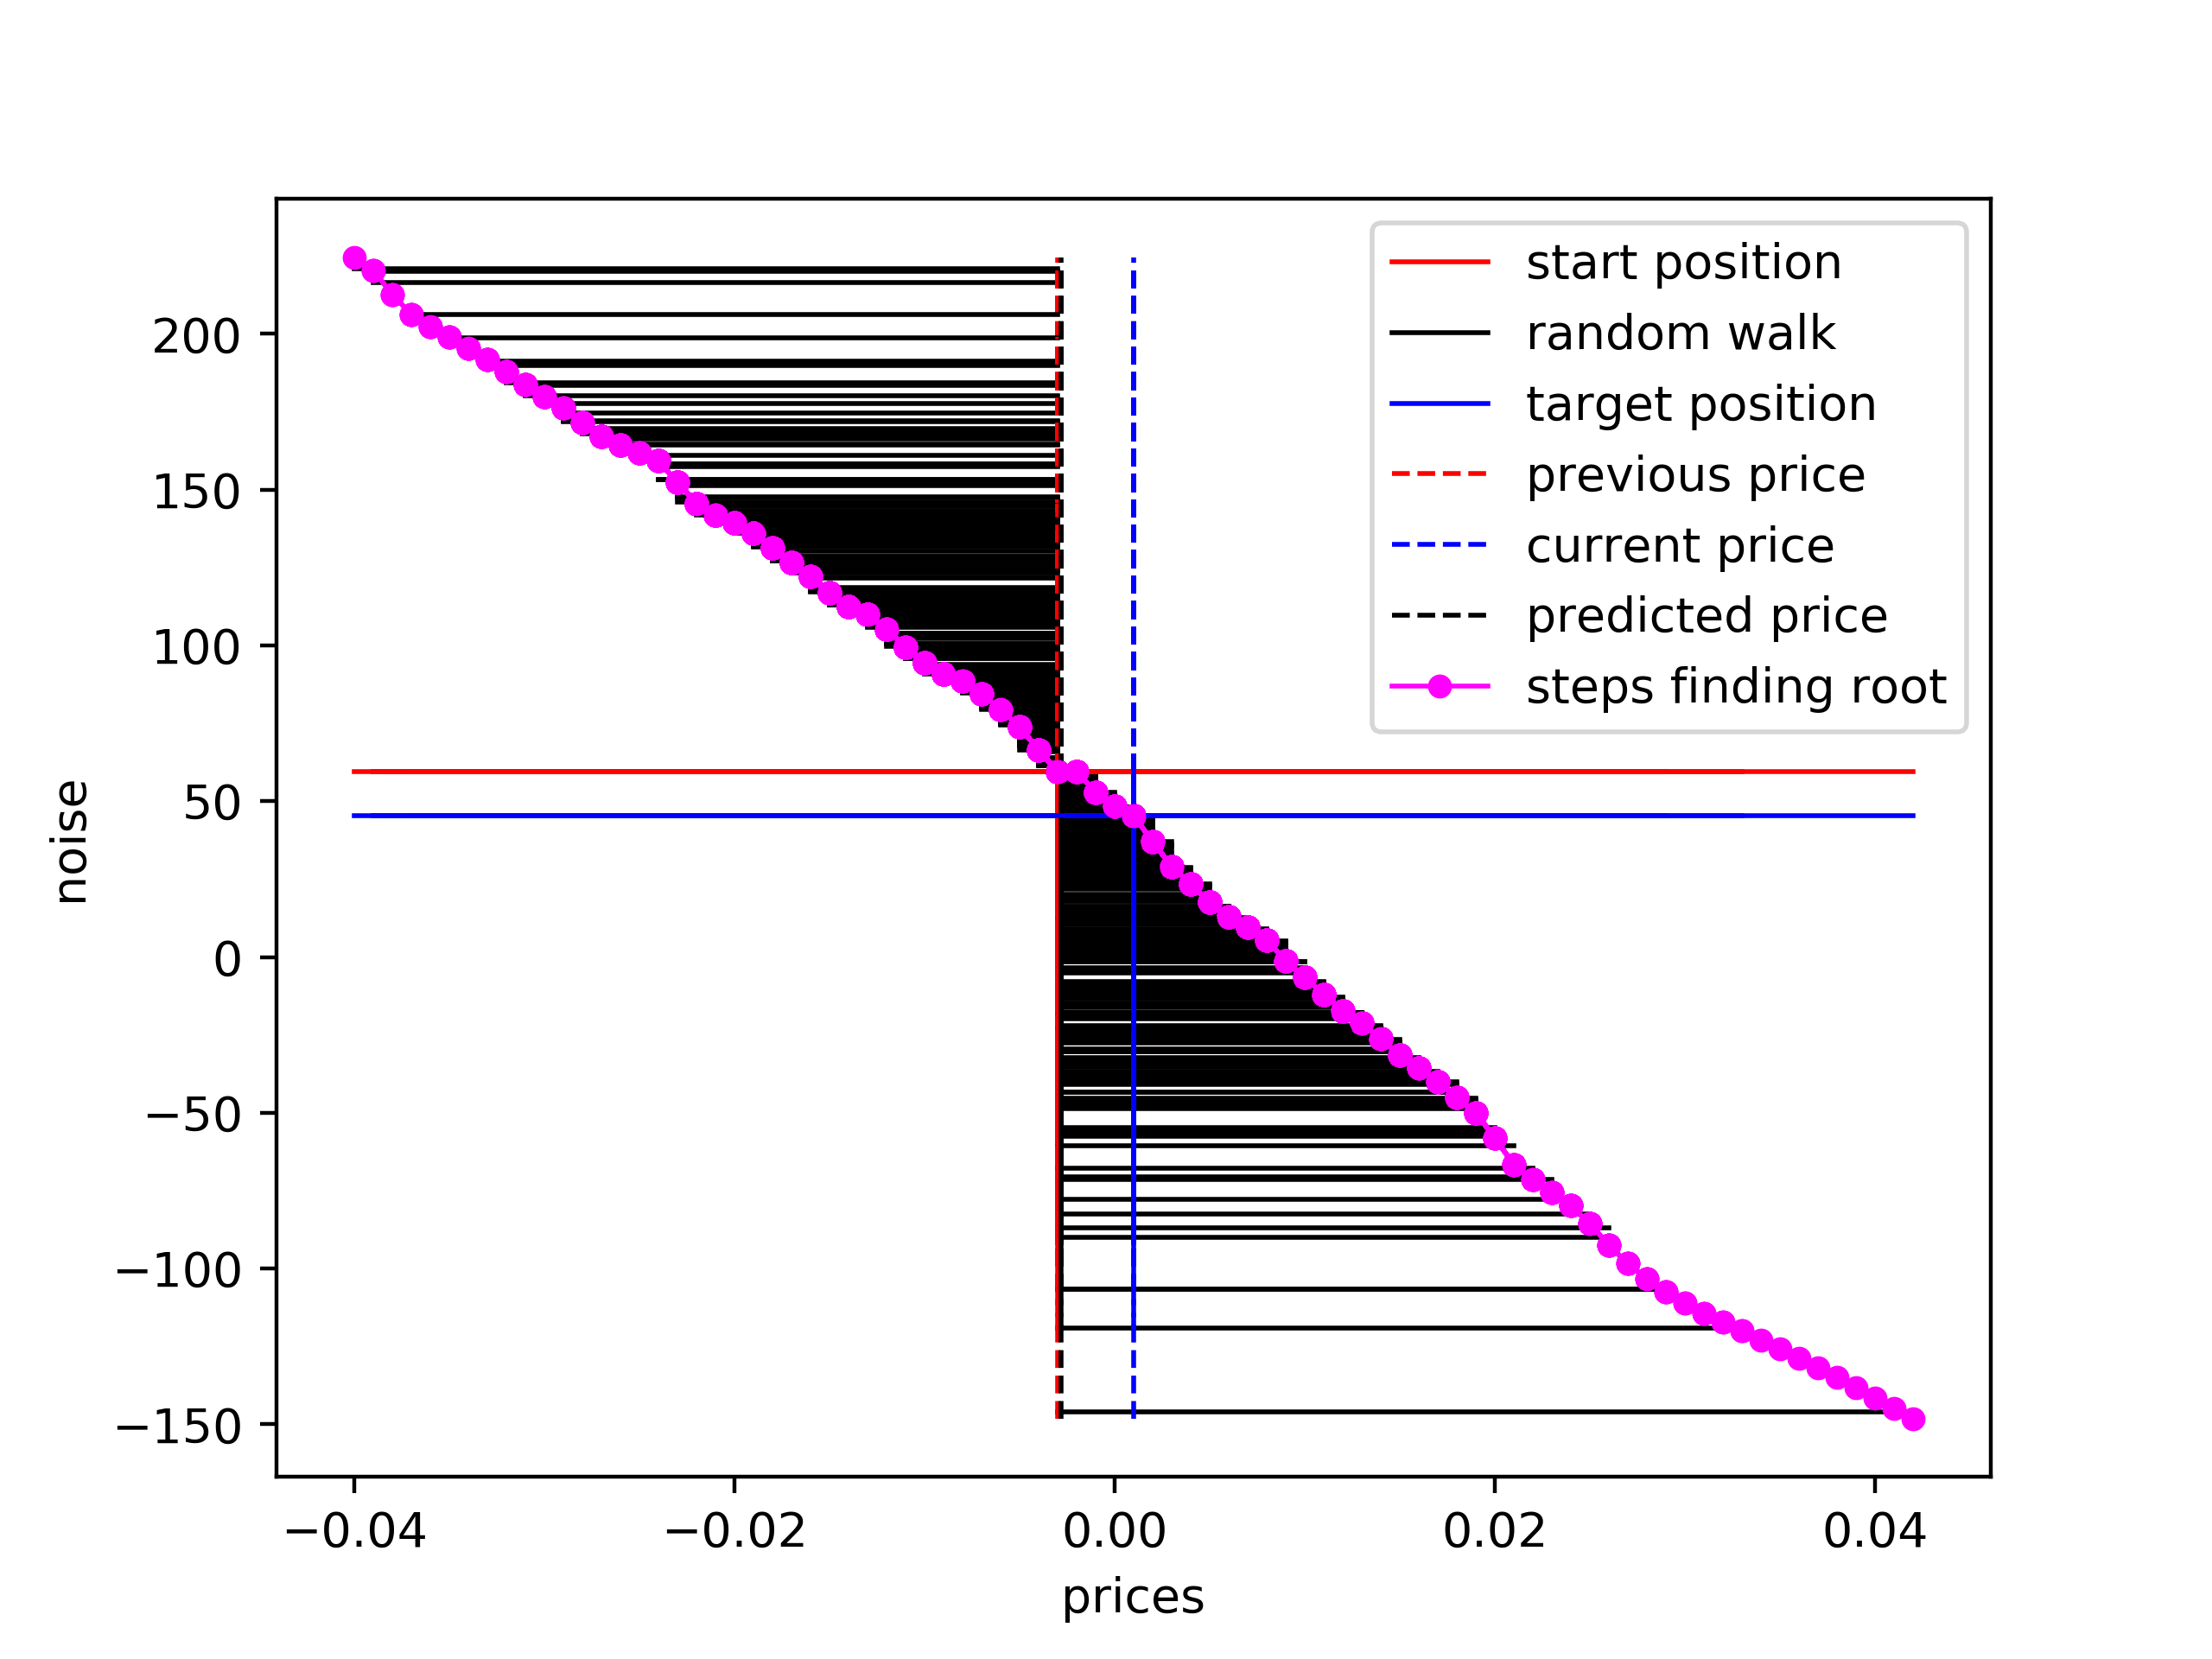 start position
random walk
target position
previous price
current price
predicted price
steps finding root
200
150
100
50
0
−50
−100
−150
noise
−0.04
−0.02
0.00
0.02
0.04
prices